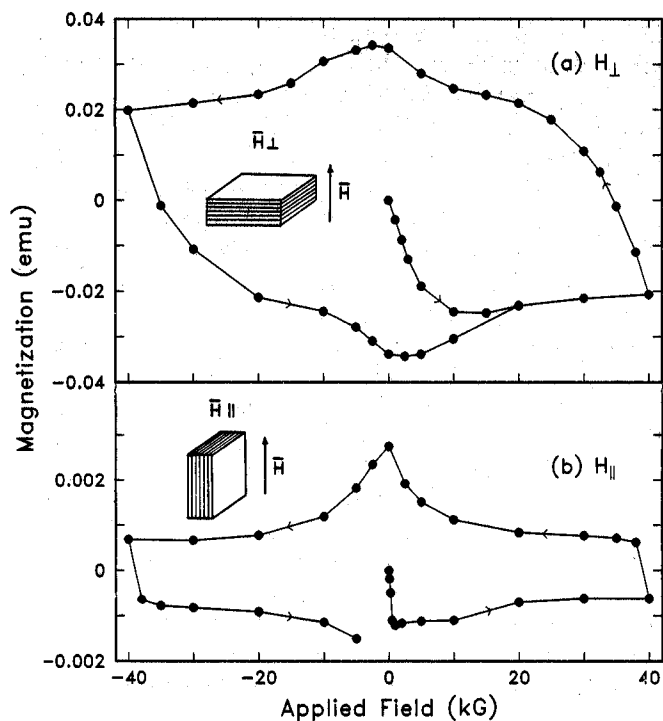 0.04
(a) H⊥
0.02
H̅⊥
H̅
0
-0.02
-0.04
Magnetization (emu)
H̅ ||
H̅
(b) H||
0.002
0
-0.002
-40 -20 0 20 40
Applied Field (kG)